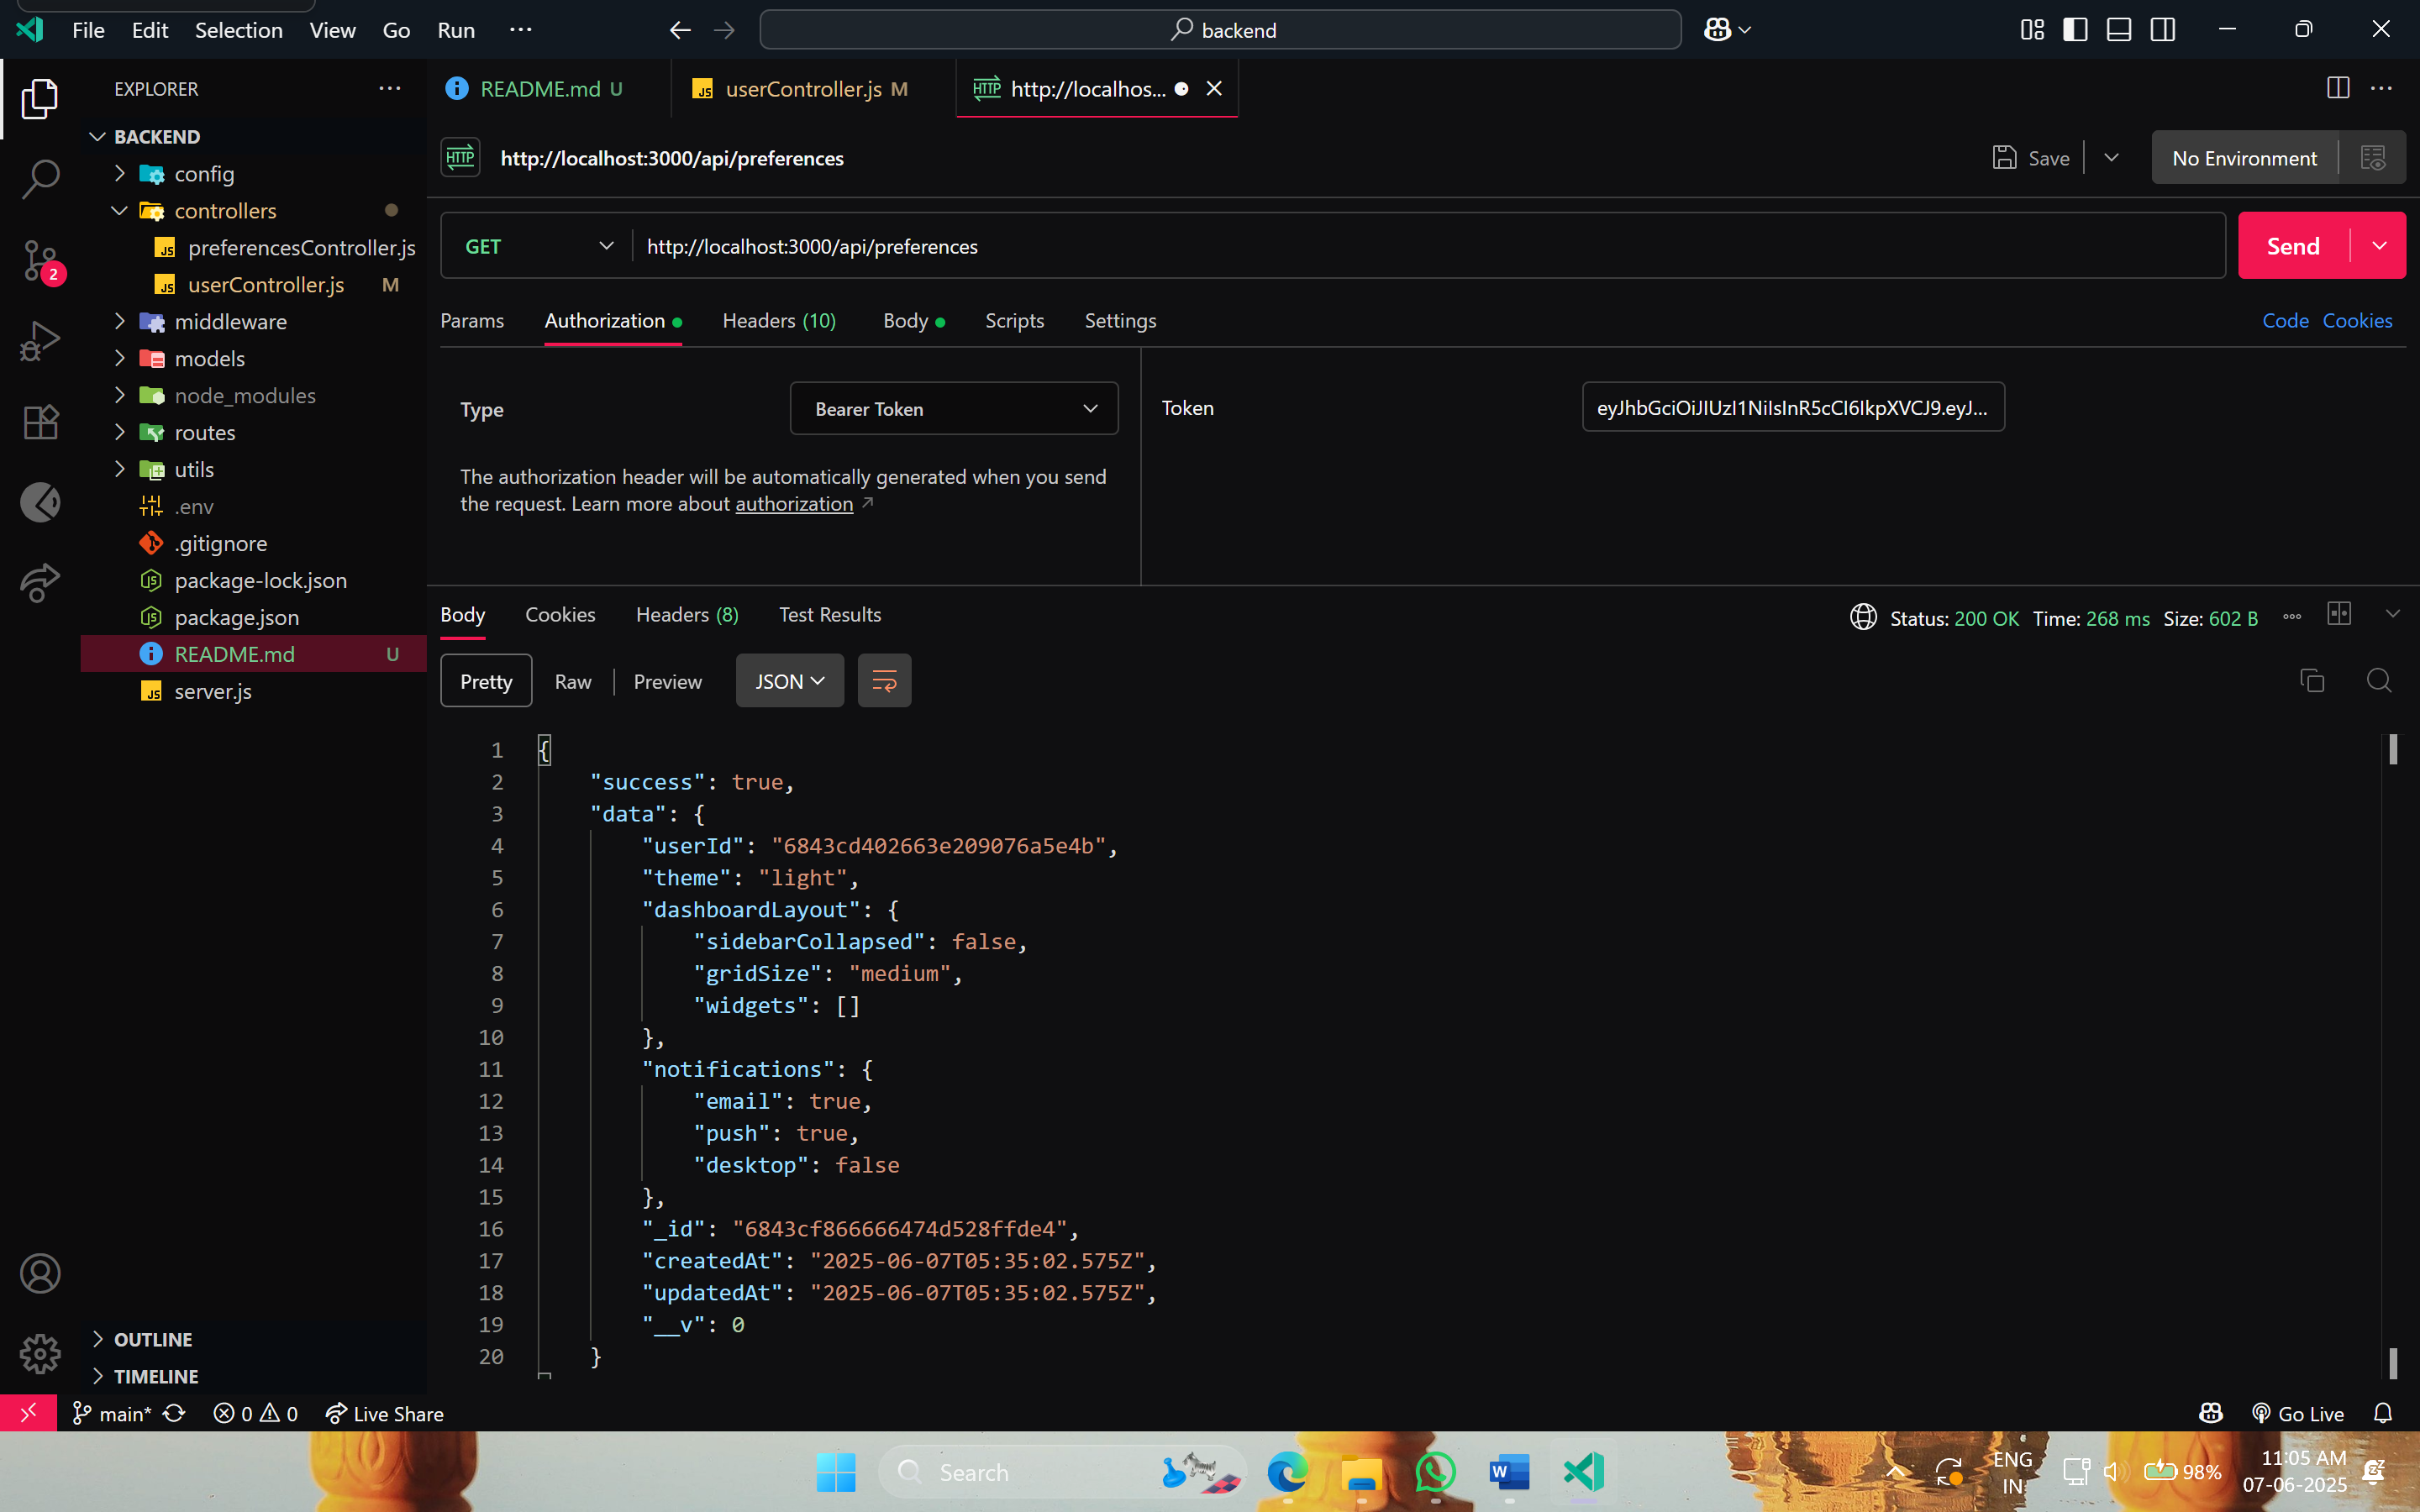 File Edit Selection View Go Run ···
backend
EXPLORER ···
README.md U
userController.js M
HTTP http://localhos...
BACKEND
config
controllers
preferencesController.js
userController.js M
middleware
models
node_modules
routes
utils
.env
.gitignore
package-lock.json
package.json
README.md U
server.js
OUTLINE
TIMELINE
2
HTTP http://localhost:3000/api/preferences
Save
No Environment
GET http://localhost:3000/api/preferences
Send
Params Authorization Headers (10) Body Scripts Settings
Code Cookies
Type Bearer Token
The authorization header will be automatically generated when you send
the request. Learn more about authorization
Token eyJhbGciOiJIUzI1NiIsInR5cCI6IkpXVCJ9.eyJ...
Body Cookies Headers (8) Test Results
Status: 200 OK Time: 268 ms Size: 602 B
Pretty Raw Preview JSON
1 {
2 "success": true,
3 "data": {
4 "userId": "6843cd402663e209076a5e4b",
5 "theme": "light",
6 "dashboardLayout": {
7 "sidebarCollapsed": false,
8 "gridSize": "medium",
9 "widgets": []
10 },
11 "notifications": {
12 "email": true,
13 "push": true,
14 "desktop": false
15 },
16 "_id": "6843cf866666474d528ffde4",
17 "createdAt": "2025-06-07T05:35:02.575Z",
18 "updatedAt": "2025-06-07T05:35:02.575Z",
19 "__v": 0
20 }
main* 0 0 Live Share
Go Live
Search
ENG
IN
98%
11:05 AM
07-06-2025